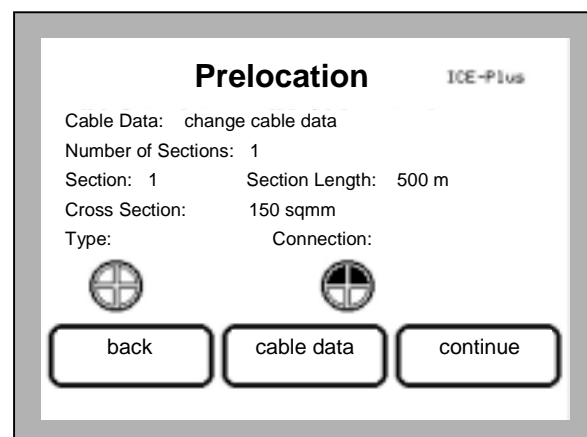 Prelocation ICE-Plus
Cable Data: change cable data
Number of Sections: 1
Section: 1 Section Length: 500 m
Cross Section: 150 sqmm
Type: Connection:
back cable data continue